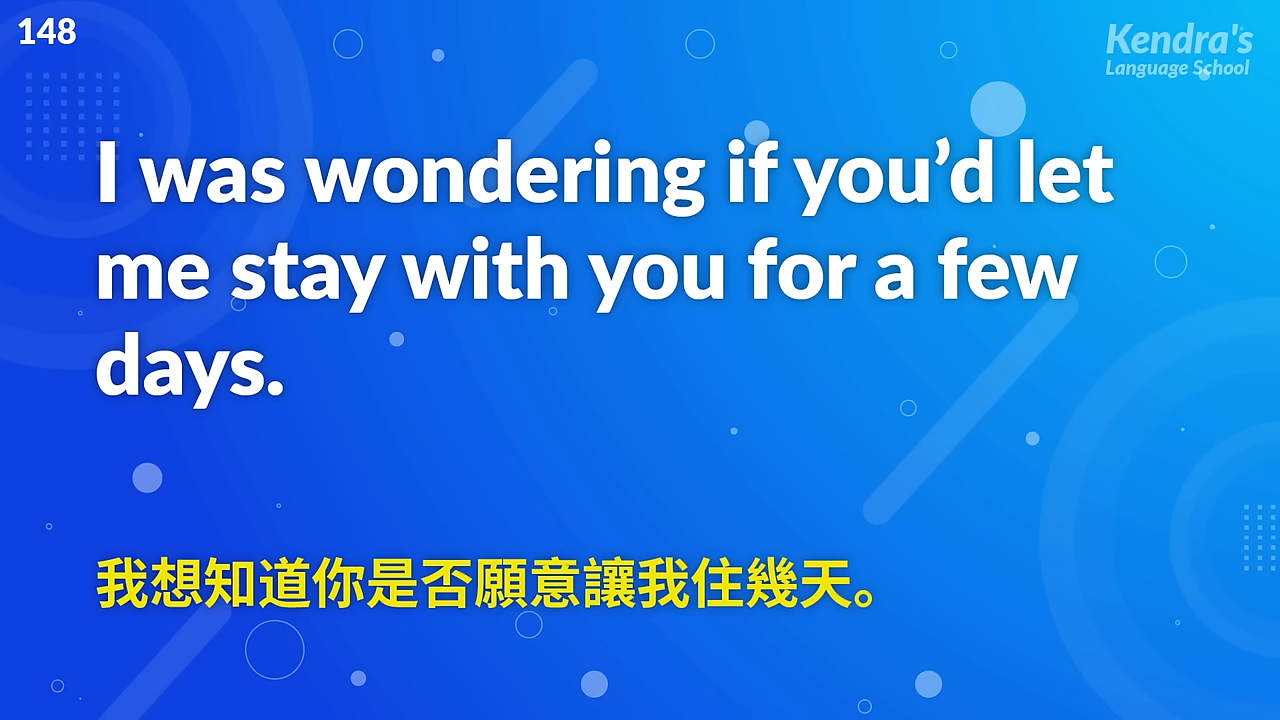 148
Kendra's
Language School
I was wondering if you’d let
me stay with you for a few
days.
我想知道你是否願意讓我住幾天。